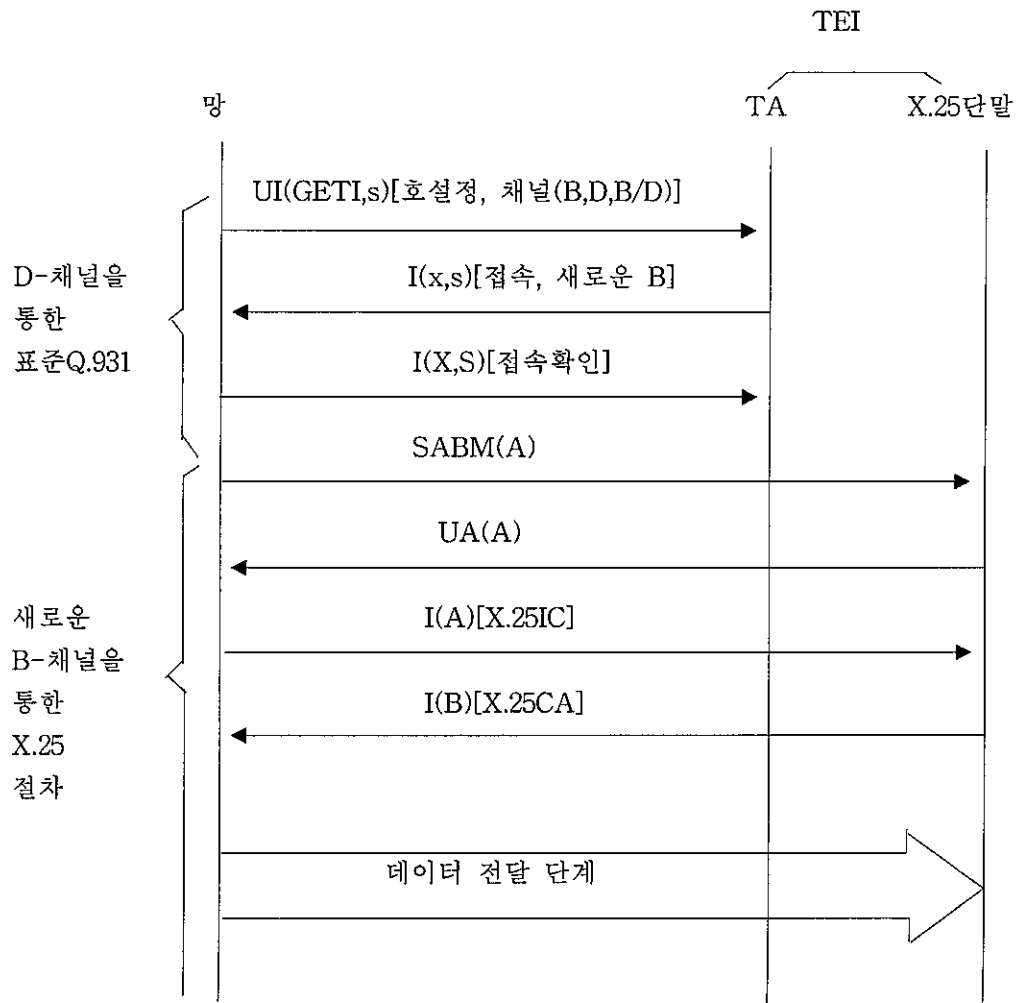 TEI
망
TA
X.25단말
UI(GETI,s)[호설정, 채널(B,D,B/D)]
D-채널을
통한
표준Q.931
I(x,s)[접속, 새로운 B]
I(X,S)[접속확인]
SABM(A)
UA(A)
새로운
B-채널을
통한
X.25
절차
I(A)[X.25IC]
I(B)[X.25CA]
데이터 전달 단계